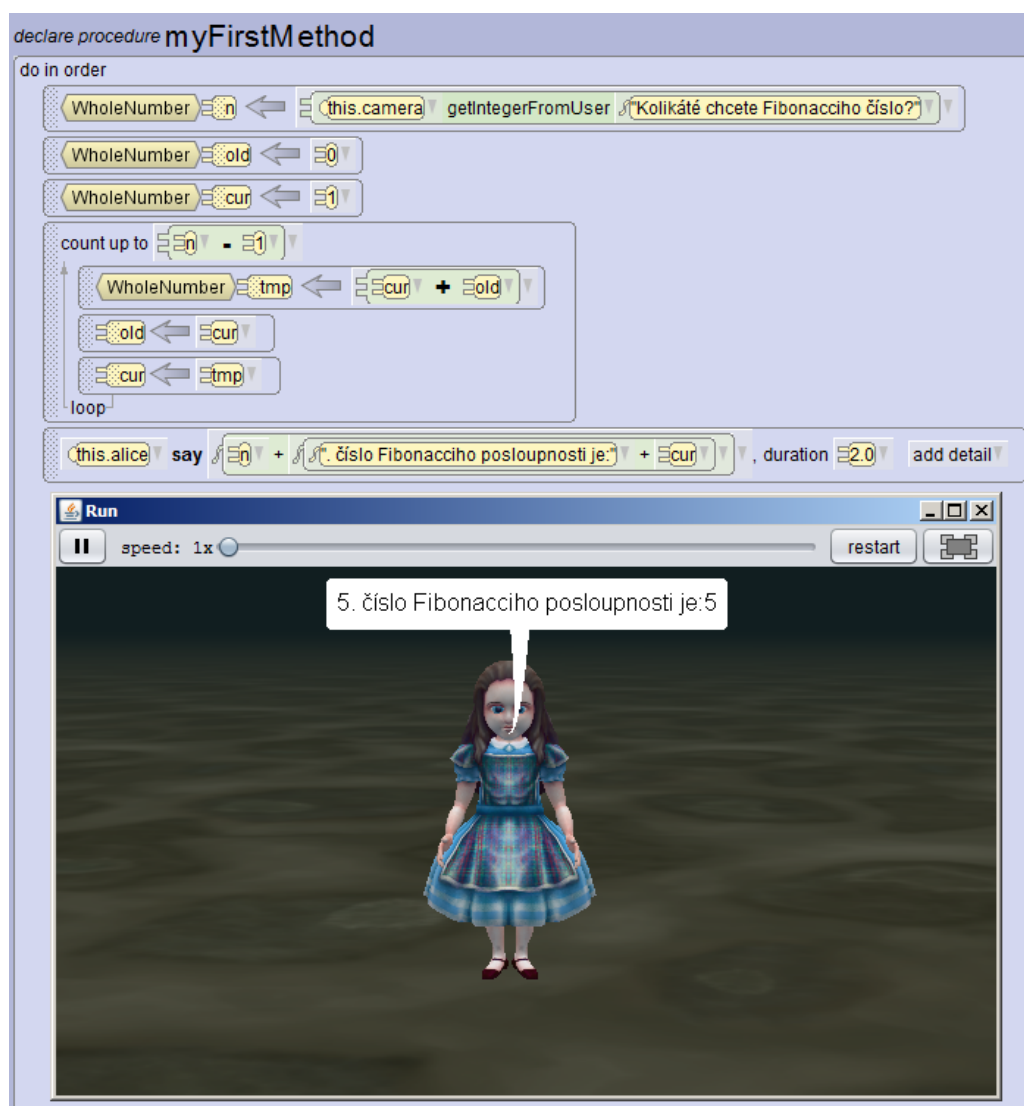 declare procedure myFirstMethod
do in order
WholeNumber n this.camera getIntegerFromUser "Kolikáté chcete Fibonacciho číslo?"
WholeNumber old 0
WholeNumber cur 1
count up to n - 1
WholeNumber tmp cur + old
old cur
cur tmp
loop
this.alice say n + ". číslo Fibonacciho posloupnosti je:" + cur , duration 2.0 add detail
Run
speed: 1x restart
5. číslo Fibonacciho posloupnosti je:5